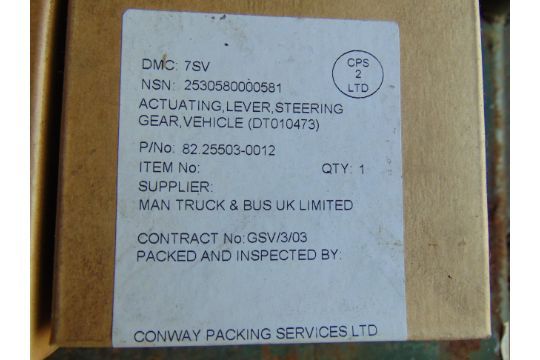 DMC: 7SV
CPS
2
LTD
NSN: 2530580000581
ACTUATING,LEVER,STEERING
GEAR,VEHICLE (DT010473)
P/No: 82.25503-0012
ITEM No: QTY: 1
SUPPLIER:
MAN TRUCK & BUS UK LIMITED
CONTRACT No: GSV/3/03
PACKED AND INSPECTED BY:
CONWAY PACKING SERVICES LTD